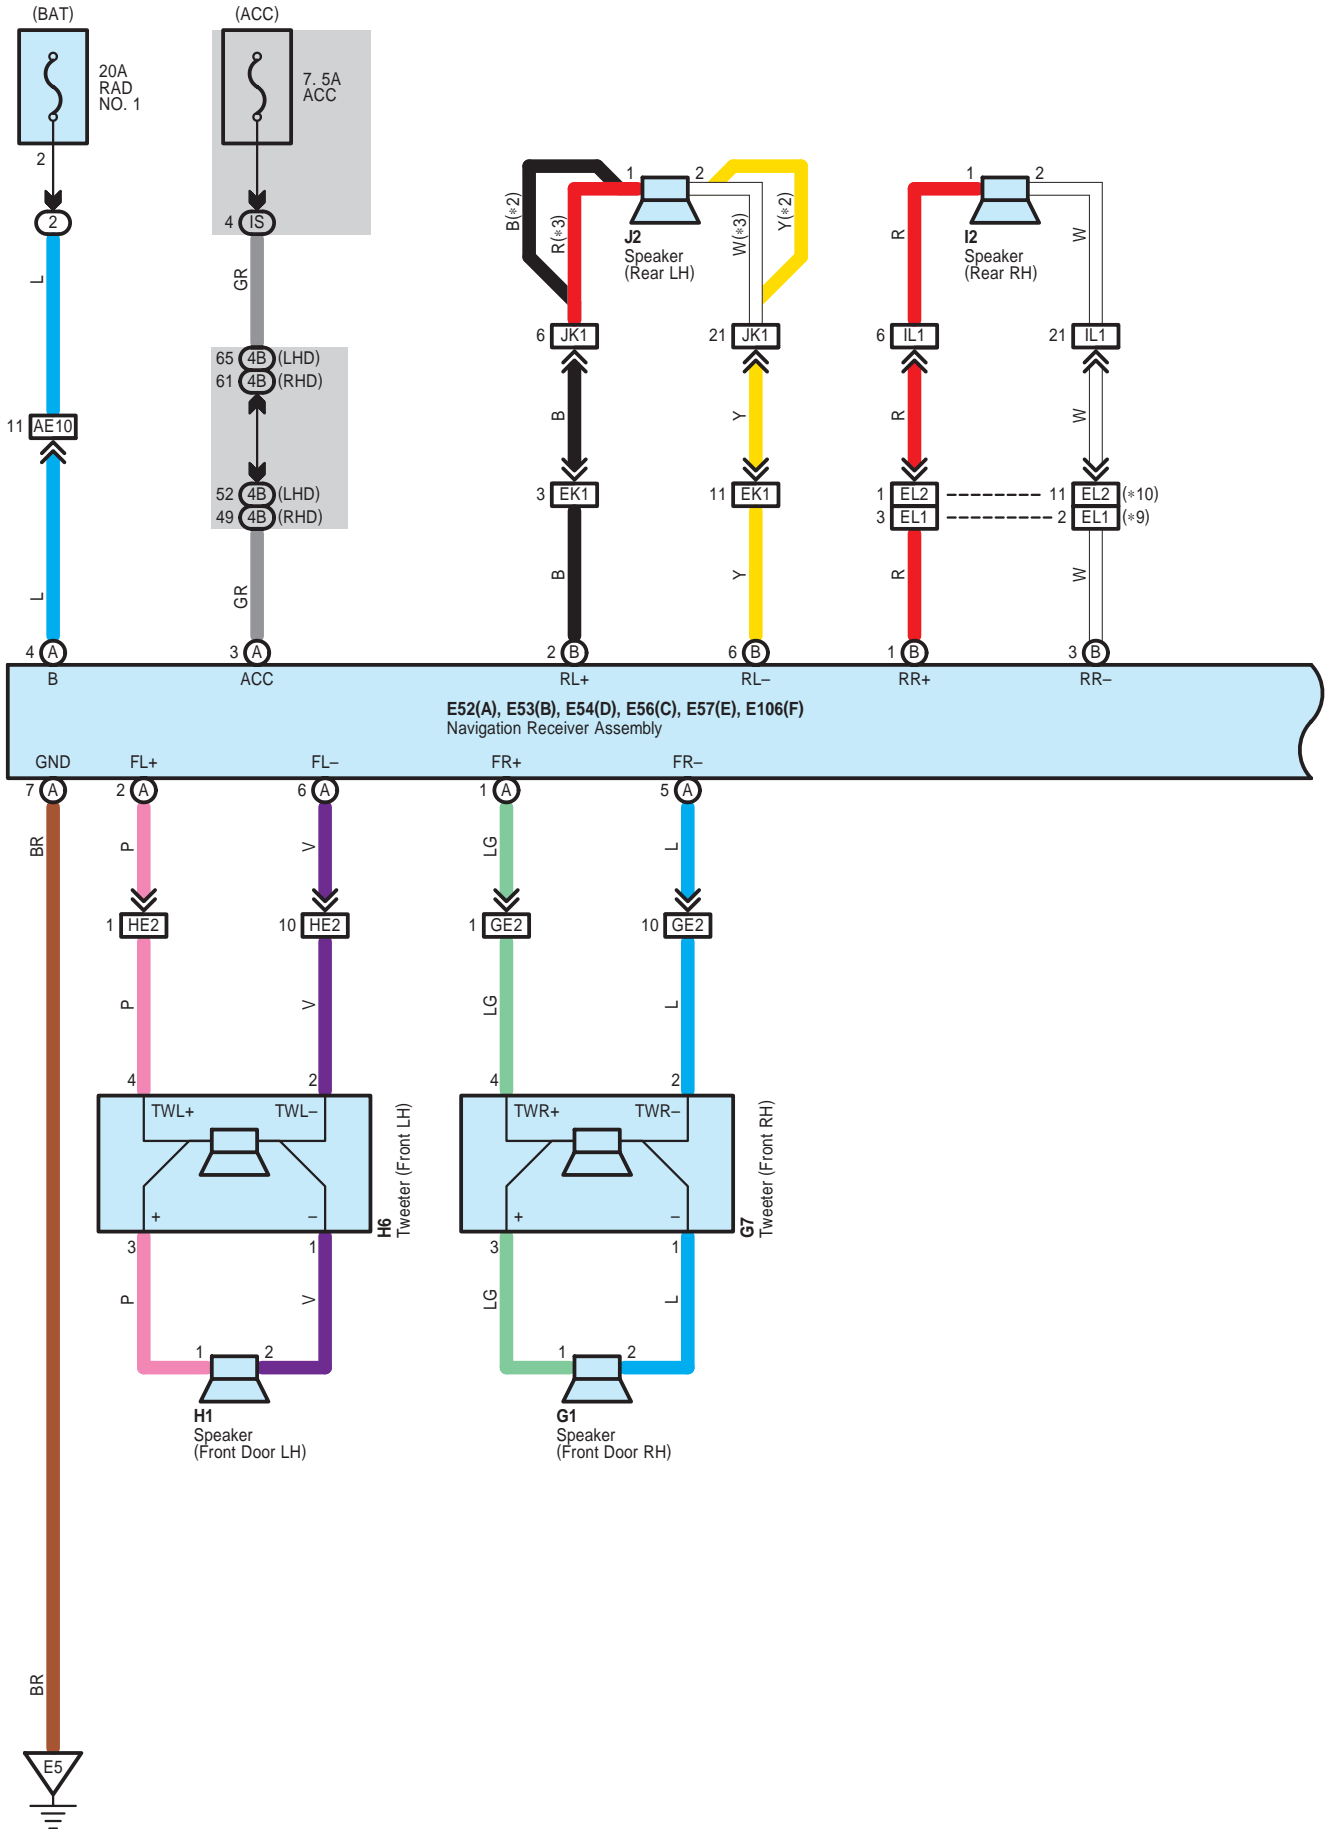 (BAT)
(ACC)
20A
RAD
NO. 1
7. 5A
ACC
2
2
4 IS
1 2
1 2
B(*2)
R(*3)
W(*3)
Y(*2)
J2
Speaker
(Rear LH)
R
I2
Speaker
(Rear RH)
W
L
GR
6 JK1
21 JK1
6 IL1
21 IL1
65 4B (LHD)
61 4B (RHD)
11 AE10
B
Y
R
W
52 4B (LHD)
49 4B (RHD)
3 EK1
11 EK1
1 EL2
11 EL2 (*10)
3 EL1
2 EL1 (*9)
L
GR
B
Y
R
W
4 A
3 A
2 B
6 B
1 B
3 B
B
ACC
RL+
RL–
RR+
RR–
E52(A), E53(B), E54(D), E56(C), E57(E), E106(F)
Navigation Receiver Assembly
GND
FL+
FL–
FR+
FR–
7 A
2 A
6 A
1 A
5 A
BR
P
V
LG
L
1 HE2
10 HE2
1 GE2
10 GE2
P
V
LG
L
4
2
4
2
TWL+
TWL–
TWR+
TWR–
+
–
+
–
H6
Tweeter (Front LH)
G7
Tweeter (Front RH)
3
1
3
1
P
V
LG
L
1 2
1 2
H1
Speaker
(Front Door LH)
G1
Speaker
(Front Door RH)
BR
E5